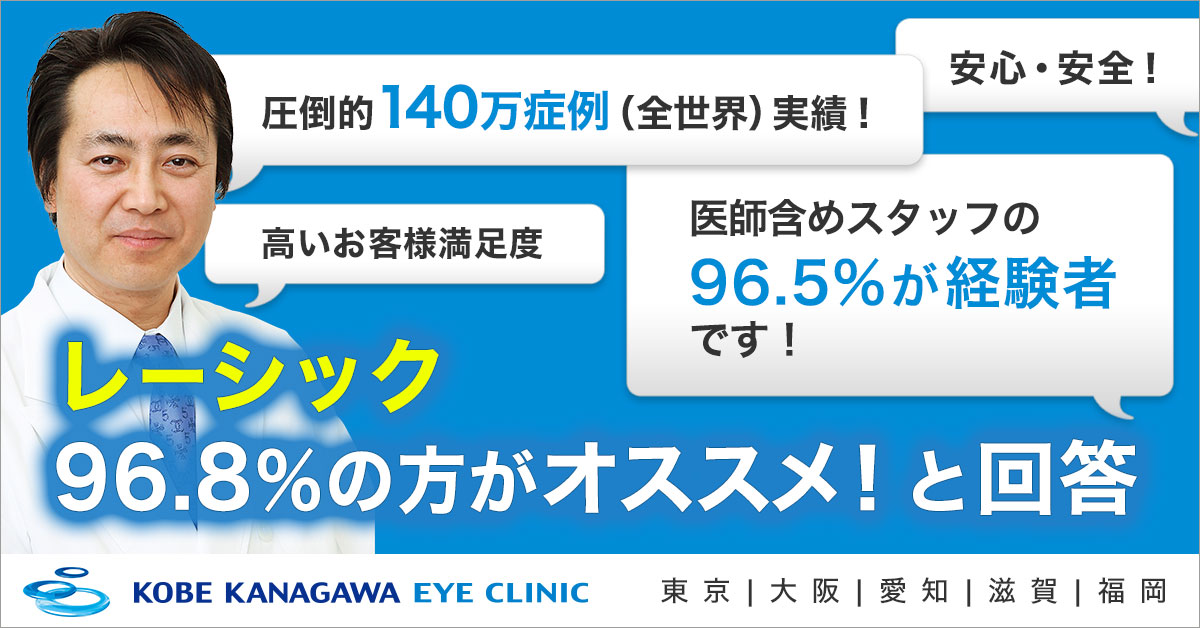 安心・安全！
圧倒的140万症例（全世界）実績！
医師含めスタッフの
96.5%が経験者
です！
高いお客様満足度
レーシック
96.8%の方がオススメ！と回答
KOBE KANAGAWA EYE CLINIC
東京|大阪|愛知|滋賀|福岡